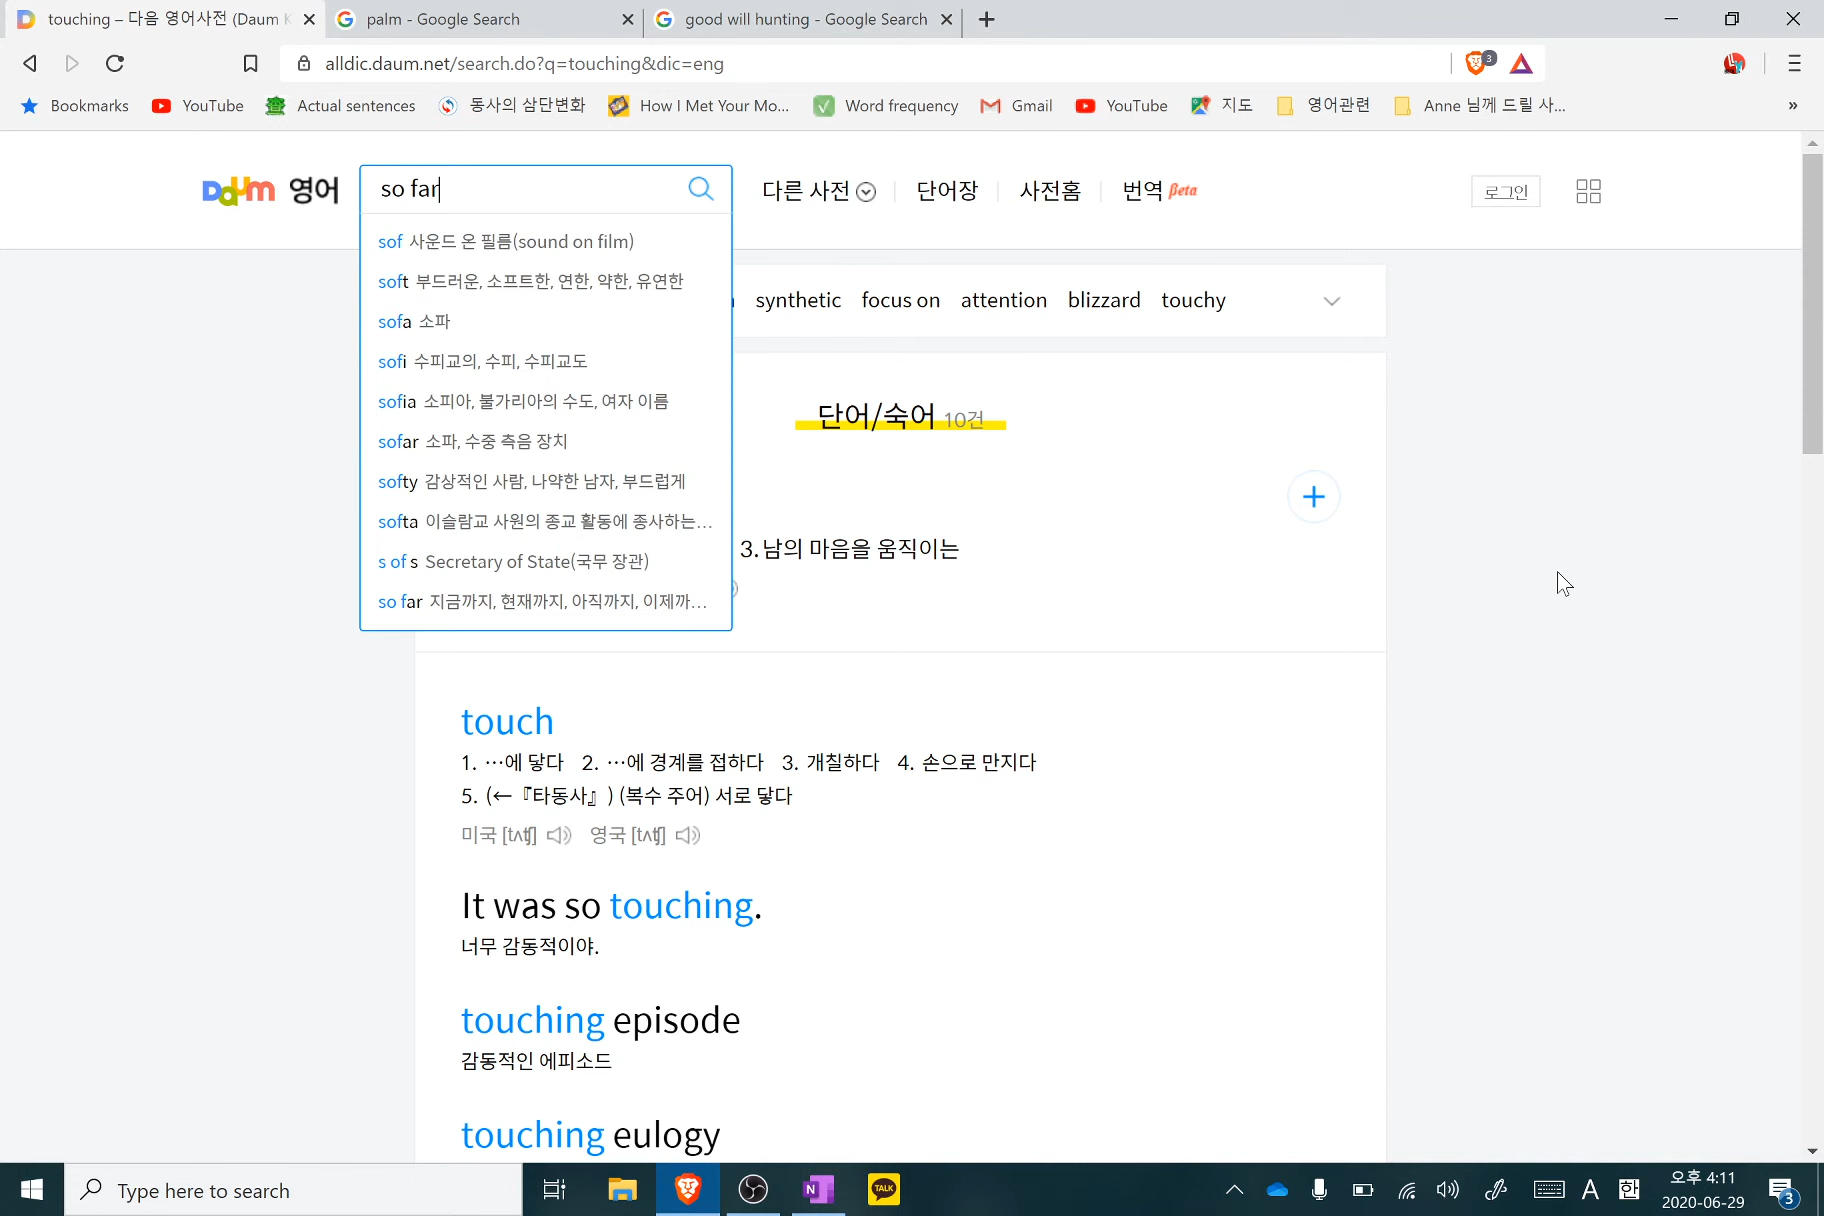 touching – 다음 영어사전 (Daum K
palm - Google Search
good will hunting - Google Search
alldic.daum.net/search.do?q=touching&dic=eng
3
Bookmarks
YouTube
Actual sentences
동사의 삼단변화
How I Met Your Mo...
Word frequency
Gmail
YouTube
지도
영어관련
Anne 님께 드릴 사...
»
Daum 영어
so far
다른 사전
단어장
사전홈
번역 Beta
로그인
sof 사운드 온 필름(sound on film)
soft 부드러운, 소프트한, 연한, 약한, 유연한
sofa 소파
sofi 수피교의, 수피, 수피교도
sofia 소피아, 불가리아의 수도, 여자 이름
sofar 소파, 수중 측음 장치
softy 감상적인 사람, 나약한 남자, 부드럽게
softa 이슬람교 사원의 종교 활동에 종사하는...
s of s Secretary of State(국무 장관)
so far 지금까지, 현재까지, 아직까지, 이제까...
synthetic focus on attention blizzard touchy
단어/숙어 10건
3. 남의 마음을 움직이는
touch
1. …에 닿다 2. …에 경계를 접하다 3. 개칠하다 4. 손으로 만지다
5. (←『타동사』) (복수 주어) 서로 닿다
미국 [tʌtʃ] 영국 [tʌtʃ]
It was so touching.
너무 감동적이야.
touching episode
감동적인 에피소드
touching eulogy
Type here to search
N
TALK
A
한
오후 4:11
2020-06-29
3